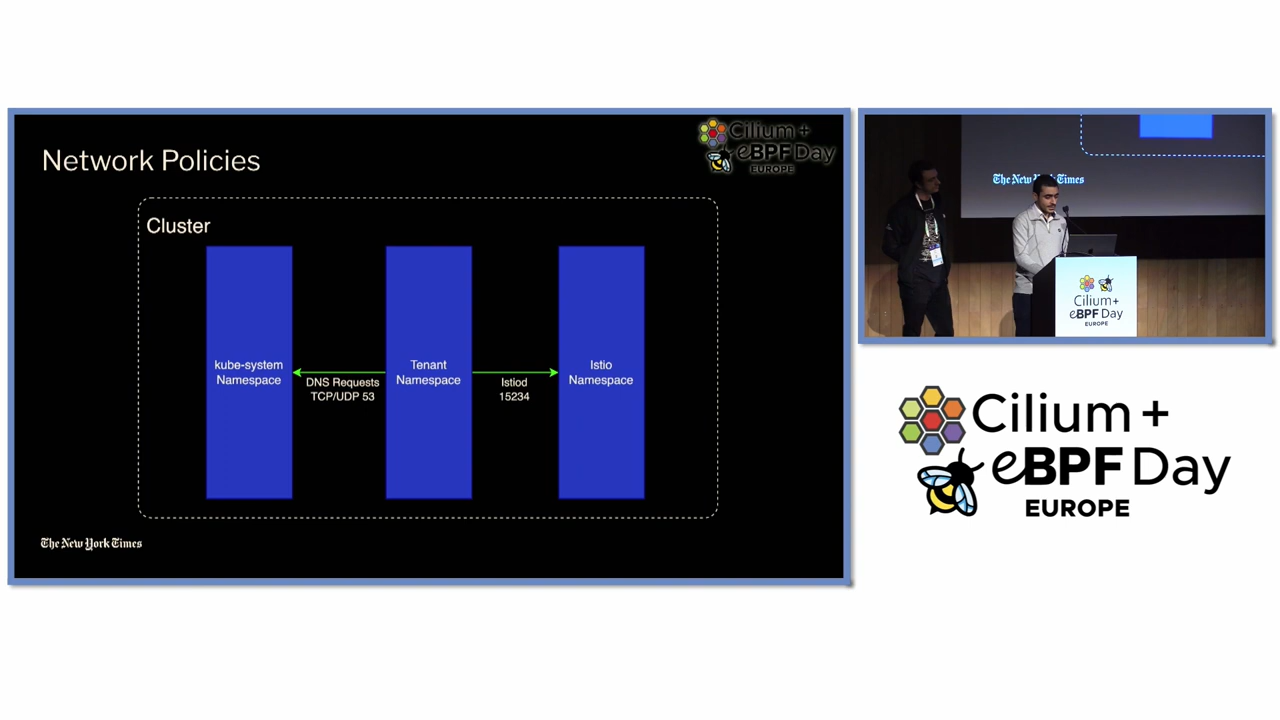 Network Policies
Cilium +
eBPF Day
EUROPE
Cluster
kube-system
Namespace
DNS Requests
TCP/UDP 53
Tenant
Namespace
Istiod
15234
Istio
Namespace
The New York Times
The New York Times
Cilium+
eBPF Day
EUROPE
Cilium +
eBPF Day
EUROPE